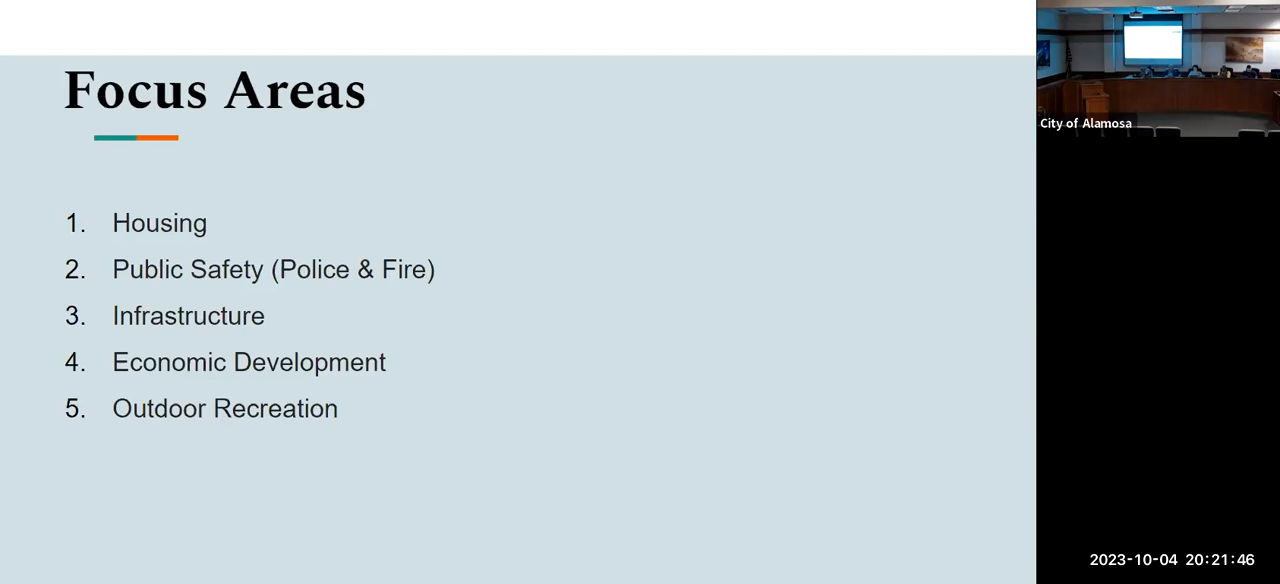 Focus Areas
1. Housing
2. Public Safety (Police & Fire)
3. Infrastructure
4. Economic Development
5. Outdoor Recreation
City of Alamosa
2023-10-04 20:21:46